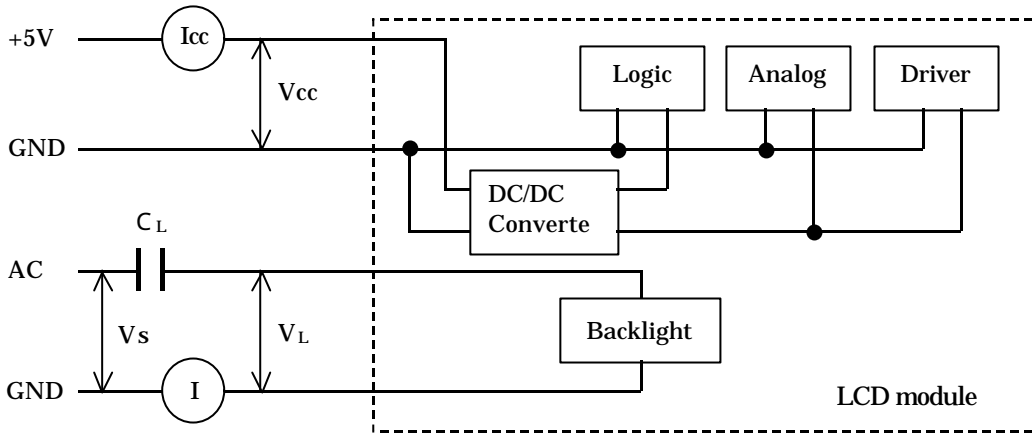 +5V
Icc
Vcc
GND
Logic
Analog
Driver
DC/DC
Converte
CL
AC
Vs
VL
Backlight
GND
I
LCD module